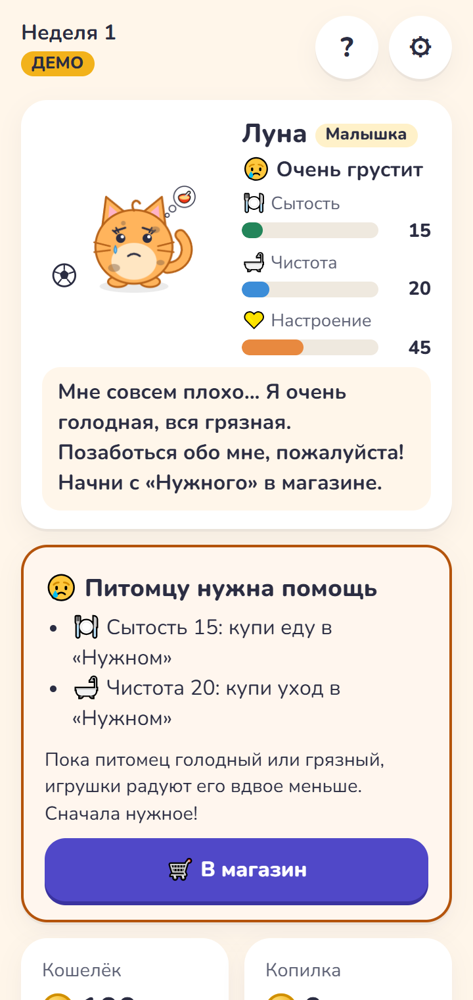 Неделя 1
ДЕМО
?
Луна Малышка
Очень грустит
Сытость
15
Чистота
20
Настроение
45
Мне совсем плохо... Я очень
голодная, вся грязная.
Позаботься обо мне, пожалуйста!
Начни с «Нужного» в магазине.
Питомцу нужна помощь
• Сытость 15: купи еду в
«Нужном»
• Чистота 20: купи уход в
«Нужном»
Пока питомец голодный или грязный,
игрушки радуют его вдвое меньше.
Сначала нужное!
В магазин
Кошелёк
Копилка